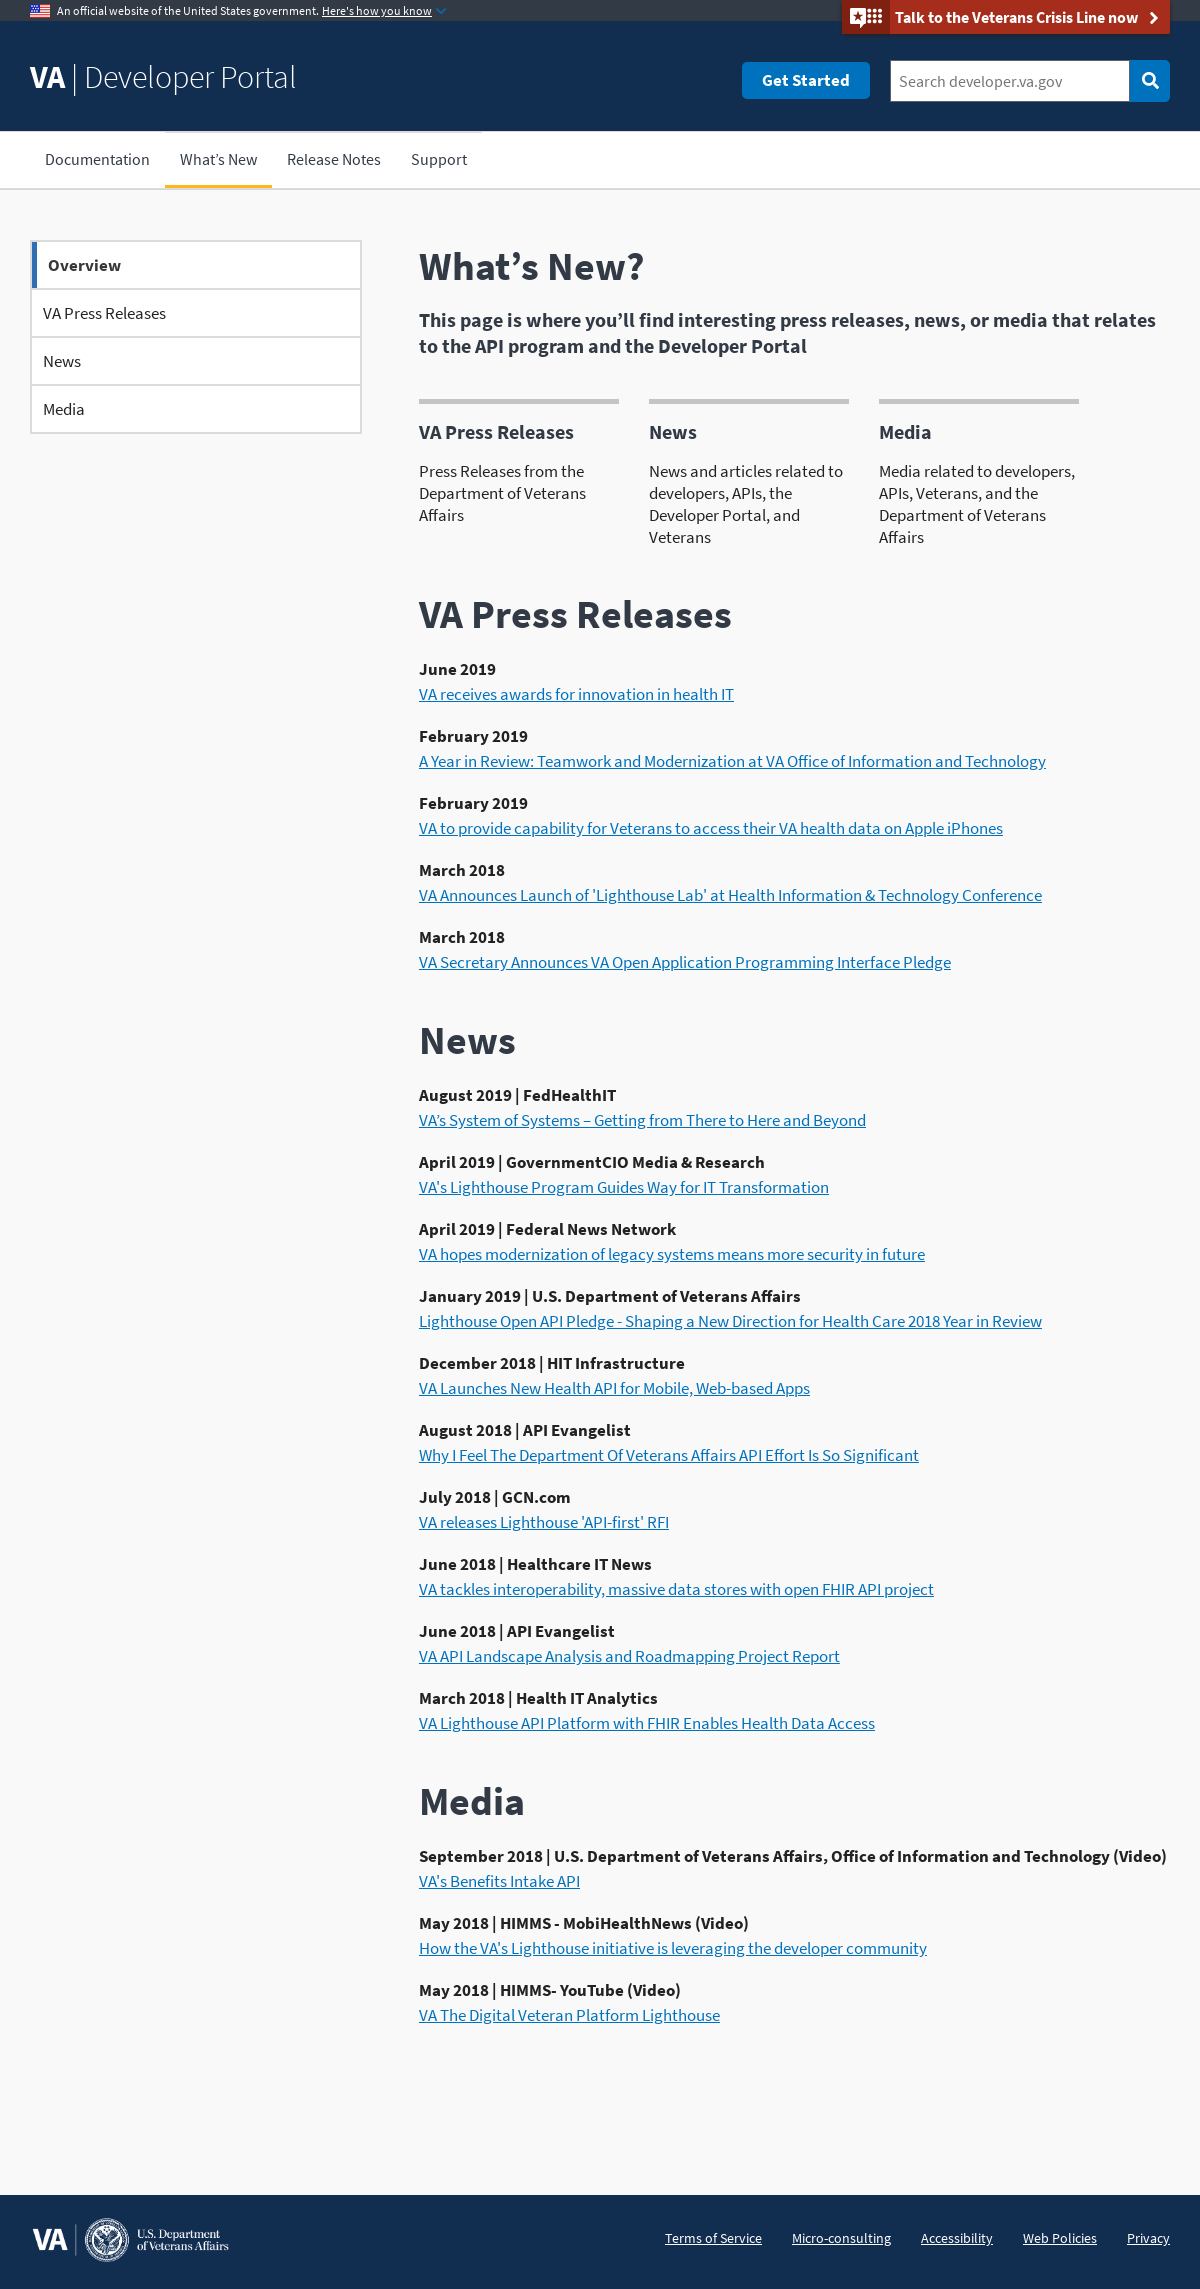 An official website of the United States government. Here's how you know
Talk to the Veterans Crisis Line now
VA | Developer Portal
Get Started
Search developer.va.gov
Documentation
What’s New
Release Notes
Support
Overview
VA Press Releases
News
Media
What’s New?
This page is where you’ll find interesting press releases, news, or media that relates
to the API program and the Developer Portal
VA Press Releases
Press Releases from the
Department of Veterans
Affairs
News
News and articles related to
developers, APIs, the
Developer Portal, and
Veterans
Media
Media related to developers,
APIs, Veterans, and the
Department of Veterans
Affairs
VA Press Releases
June 2019
VA receives awards for innovation in health IT
February 2019
A Year in Review: Teamwork and Modernization at VA Office of Information and Technology
February 2019
VA to provide capability for Veterans to access their VA health data on Apple iPhones
March 2018
VA Announces Launch of 'Lighthouse Lab' at Health Information & Technology Conference
March 2018
VA Secretary Announces VA Open Application Programming Interface Pledge
News
August 2019 | FedHealthIT
VA’s System of Systems – Getting from There to Here and Beyond
April 2019 | GovernmentCIO Media & Research
VA's Lighthouse Program Guides Way for IT Transformation
April 2019 | Federal News Network
VA hopes modernization of legacy systems means more security in future
January 2019 | U.S. Department of Veterans Affairs
Lighthouse Open API Pledge - Shaping a New Direction for Health Care 2018 Year in Review
December 2018 | HIT Infrastructure
VA Launches New Health API for Mobile, Web-based Apps
August 2018 | API Evangelist
Why I Feel The Department Of Veterans Affairs API Effort Is So Significant
July 2018 | GCN.com
VA releases Lighthouse 'API-first' RFI
June 2018 | Healthcare IT News
VA tackles interoperability, massive data stores with open FHIR API project
June 2018 | API Evangelist
VA API Landscape Analysis and Roadmapping Project Report
March 2018 | Health IT Analytics
VA Lighthouse API Platform with FHIR Enables Health Data Access
Media
September 2018 | U.S. Department of Veterans Affairs, Office of Information and Technology (Video)
VA's Benefits Intake API
May 2018 | HIMMS - MobiHealthNews (Video)
How the VA's Lighthouse initiative is leveraging the developer community
May 2018 | HIMMS- YouTube (Video)
VA The Digital Veteran Platform Lighthouse
VA
U.S. Department
of Veterans Affairs
Terms of Service
Micro-consulting
Accessibility
Web Policies
Privacy